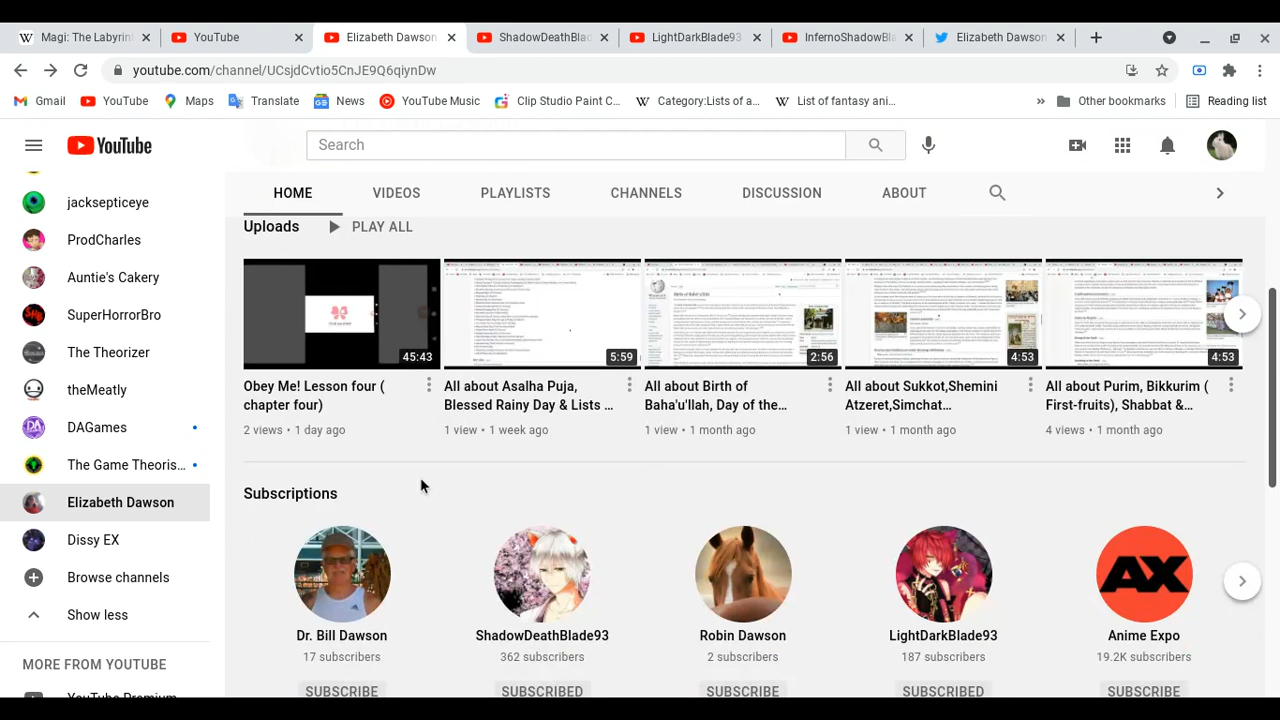 Magi: The Labyrin
YouTube
Elizabeth Dawson
ShadowDeathBlad
LightDarkBlade93
InfernoShadowBla
Elizabeth Dawson
youtube.com/channel/UCsjdCvtio5CnJE9Q6qiynDw
Gmail
YouTube
Maps
Translate
News
YouTube Music
Clip Studio Paint C...
Category:Lists of a...
List of fantasy ani...
»
Other bookmarks
Reading list
YouTube
Search
HOME
VIDEOS
PLAYLISTS
CHANNELS
DISCUSSION
ABOUT
jacksepticeye
ProdCharles
Auntie's Cakery
SuperHorrorBro
The Theorizer
theMeatly
DAGames
The Game Theoris...
Elizabeth Dawson
Dissy EX
Browse channels
Show less
MORE FROM YOUTUBE
YouTube Premium
Uploads
PLAY ALL
45:43
5:59
2:56
4:53
4:53
Obey Me! Lesson four (
chapter four)
2 views • 1 day ago
All about Asalha Puja,
Blessed Rainy Day & Lists ...
1 view • 1 week ago
All about Birth of
Baha'u'llah, Day of the...
1 view • 1 month ago
All about Sukkot,Shemini
Atzeret,Simchat...
1 view • 1 month ago
All about Purim, Bikkurim (
First-fruits), Shabbat &...
4 views • 1 month ago
Subscriptions
AX
Dr. Bill Dawson
17 subscribers
SUBSCRIBE
ShadowDeathBlade93
362 subscribers
SUBSCRIBED
Robin Dawson
2 subscribers
SUBSCRIBE
LightDarkBlade93
187 subscribers
SUBSCRIBED
Anime Expo
19.2K subscribers
SUBSCRIBE